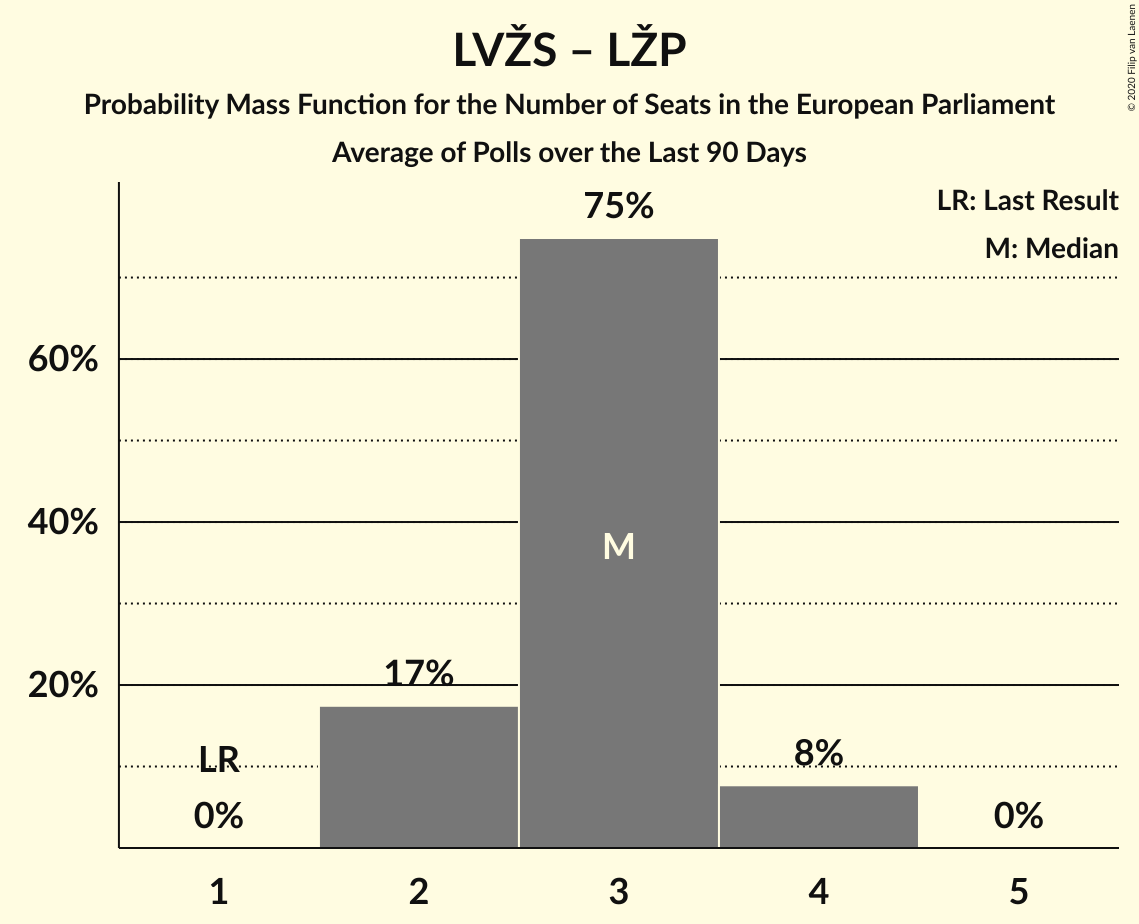 LVŽS – LŽP
Probability Mass Function for the Number of Seats in the European Parliament
Average of Polls over the Last 90 Days
© 2020 Filip van Laenen
LR: Last Result
M: Median
75%
60%
40%
M
20%
17%
LR
8%
0%
0%
1 2 3 4 5